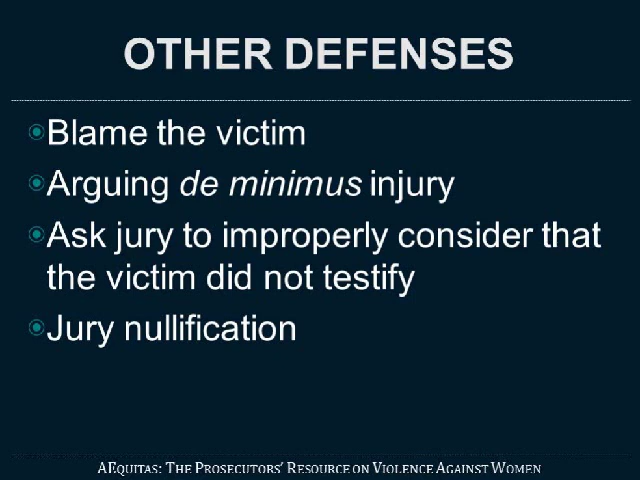 OTHER DEFENSES
Blame the victim
Arguing de minimus injury
Ask jury to improperly consider that
the victim did not testify
Jury nullification
AEQUITAS: THE PROSECUTORS' RESOURCE ON VIOLENCE AGAINST WOMEN